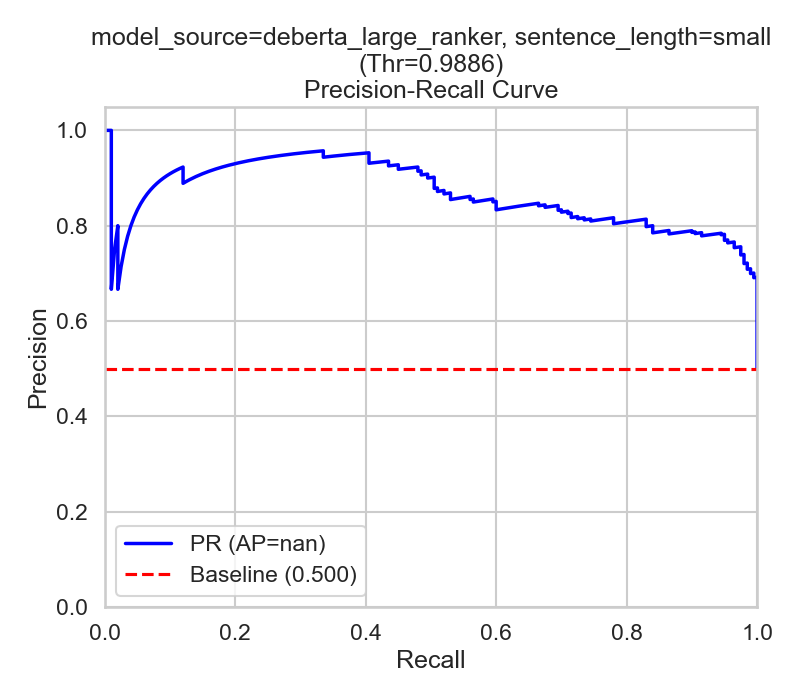 model_source=deberta_large_ranker, sentence_length=small
(Thr=0.9886)
Precision-Recall Curve
1.0
0.8
0.6
0.4
0.2
0.0
Precision
PR (AP=nan)
Baseline (0.500)
0.0 0.2 0.4 0.6 0.8 1.0
Recall